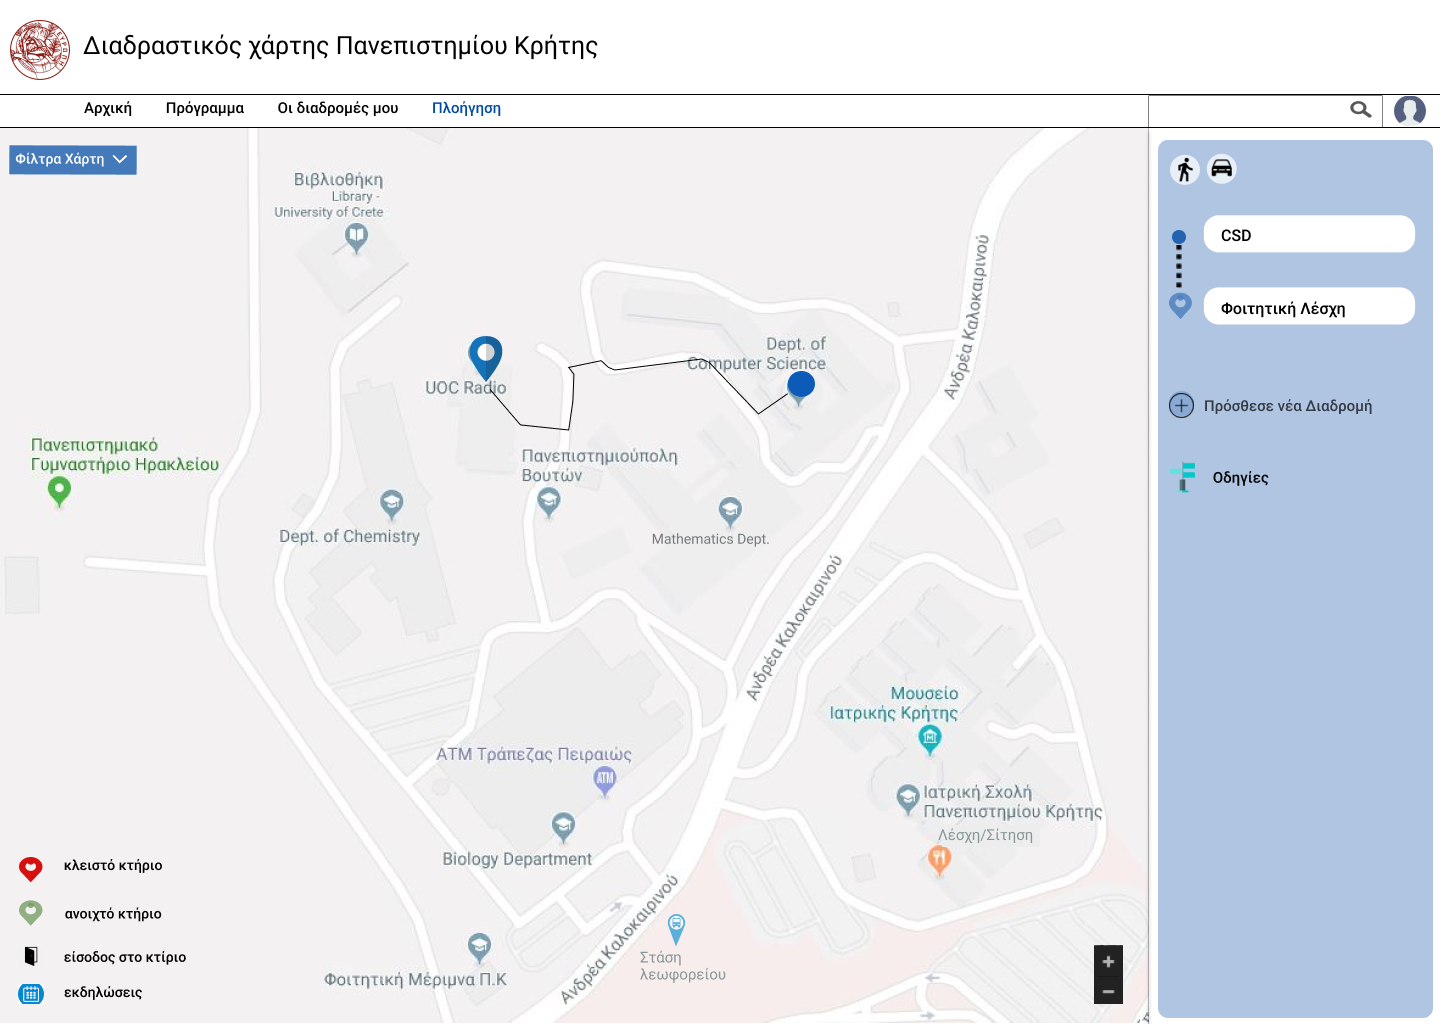 Διαδραστικός χάρτης Πανεπιστημίου Κρήτης
Αρχική
Πρόγραμμα
Οι διαδρομές μου
Πλοήγηση
Φίλτρα Χάρτη
Βιβλιοθήκη
Library -
University of Crete
UOC Radio
Dept. of
Computer Science
Ανδρέα Καλοκαιρινού
Πανεπιστημιακό
Γυμναστήριο Ηρακλείου
Πανεπιστημιούπολη
Βουτών
Dept. of Chemistry
Mathematics Dept.
Ανδρέα Καλοκαιρινού
Μουσείο
Ιατρικής Κρήτης
ATM Τράπεζας Πειραιώς
ATM
Ιατρική Σχολή
Πανεπιστημίου Κρήτης
Λέσχη/Σίτηση
Biology Department
Ανδρέα Καλοκαιρινού
Στάση
λεωφορείου
Φοιτητική Μέριμνα Π.Κ
κλειστό κτήριο
ανοιχτό κτήριο
είσοδος στο κτίριο
εκδηλώσεις
+
−
CSD
Φοιτητική Λέσχη
Πρόσθεσε νέα Διαδρομή
Οδηγίες